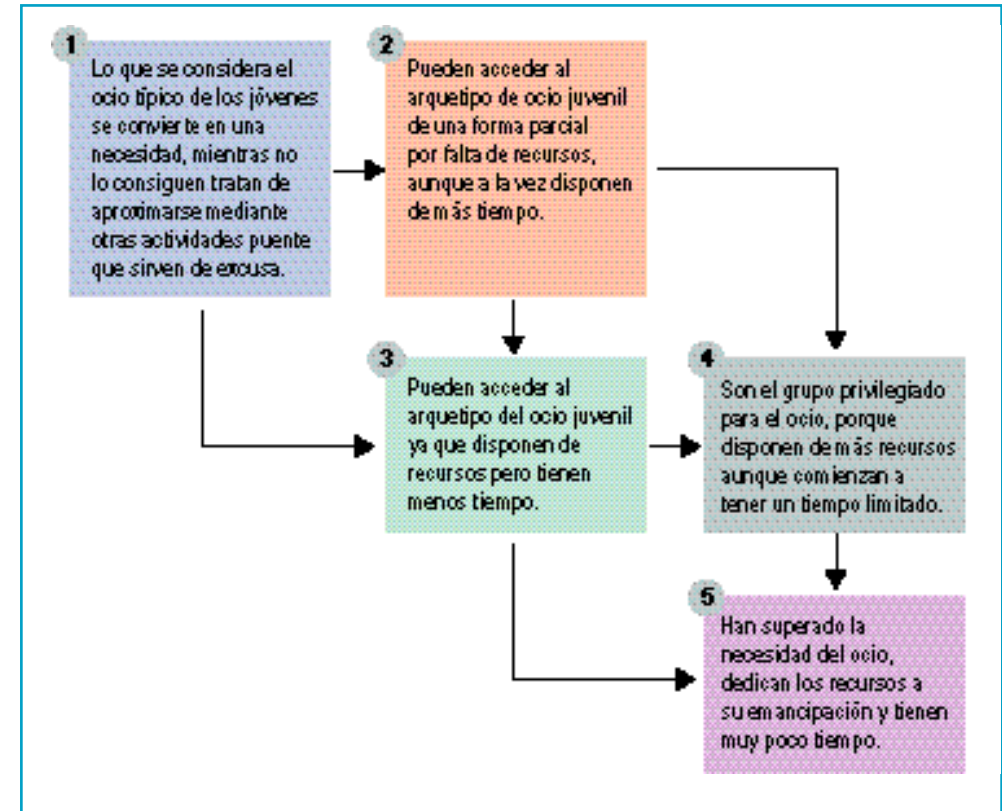 1
Lo que se considera el
ocio típico de los jóvenes
se convierte en una
necesidad, mientras no
lo consiguen tratan de
aproximarse mediante
otras actividades puente
que sirven de excusa.
2
Pueden acceder al
arquetipo de ocio juvenil
de una forma parcial
por falta de recursos,
aunque a la vez disponen
de más tiempo.
3
Pueden acceder al
arquetipo del ocio juvenil
ya que disponen de
recursos pero tienen
menos tiempo.
4
Son el grupo privilegiado
para el ocio, porque
disponen de más recursos
aunque comienzan a
tener un tiempo limitado.
5
Han superado la
necesidad del ocio,
dedican los recursos a
su emancipación y tienen
muy poco tiempo.